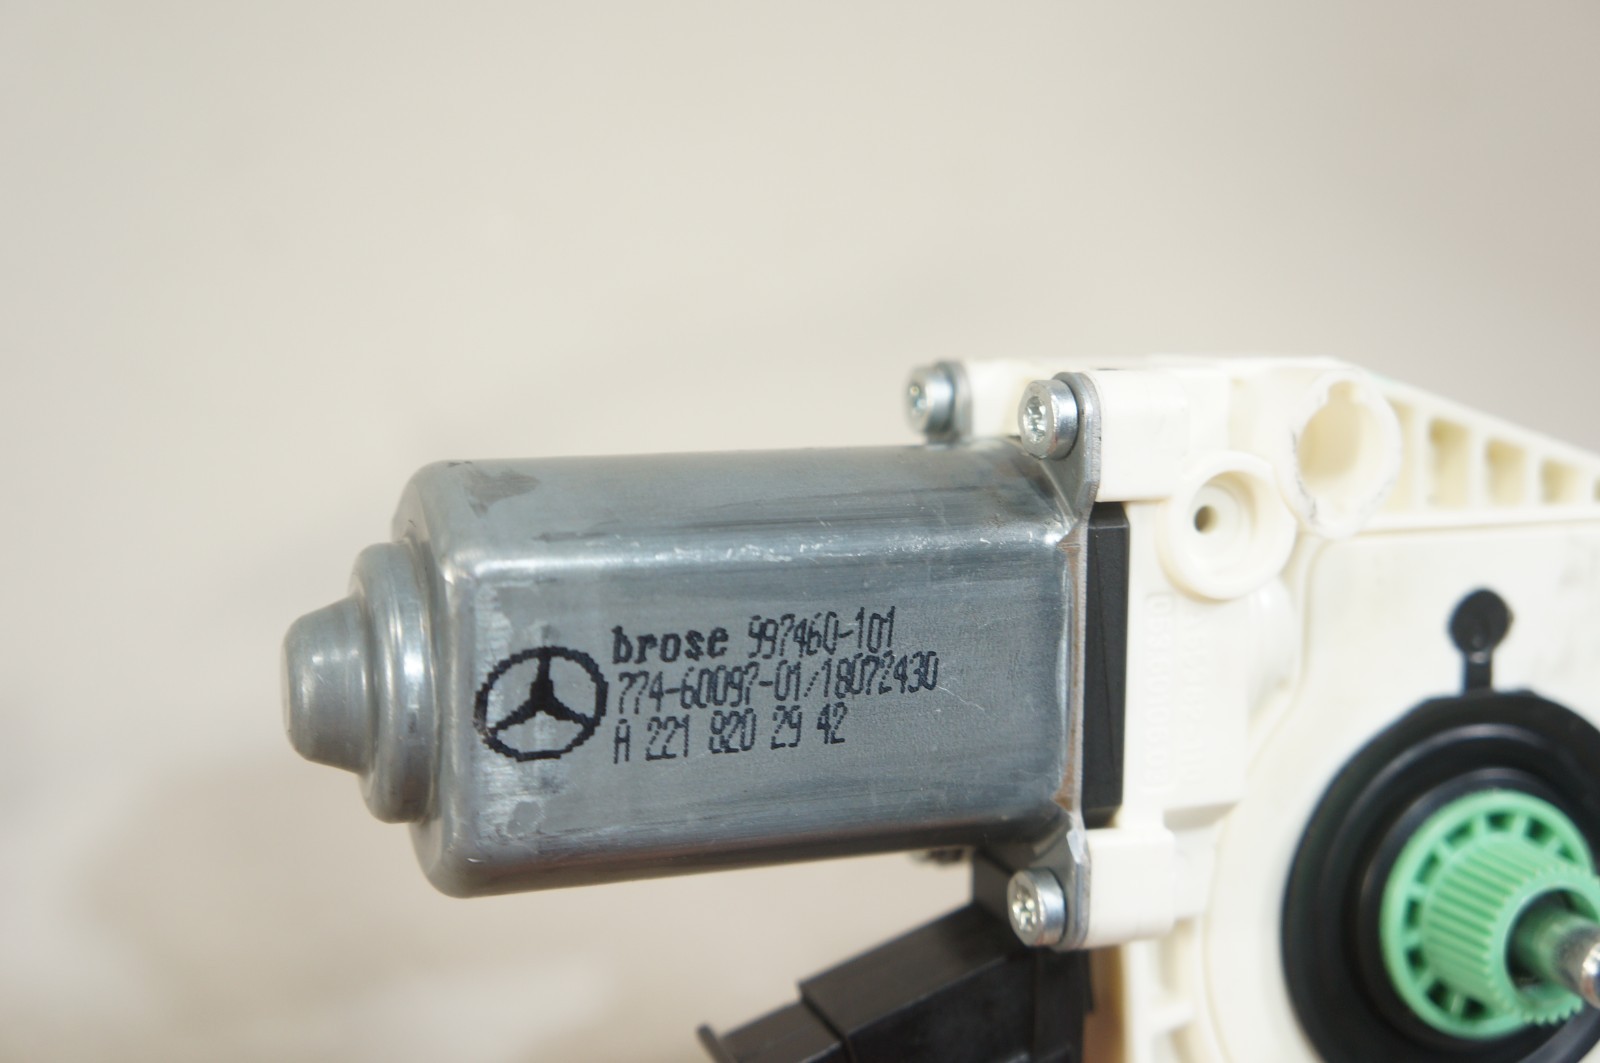 brose 997460-101
774-60097-01/18072430
A 221 820 29 42